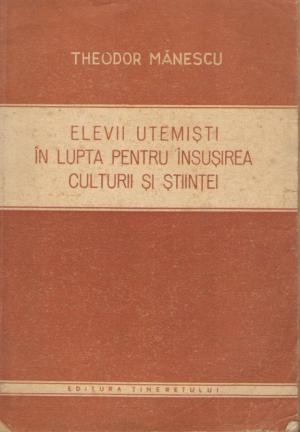 THEODOR MĂNESCU
ELEVII UTEMIȘTI
ÎN LUPTA PENTRU ÎNSUȘIREA
CULTURII ȘI ȘTIINȚEI
EDITURA TINERETULUI